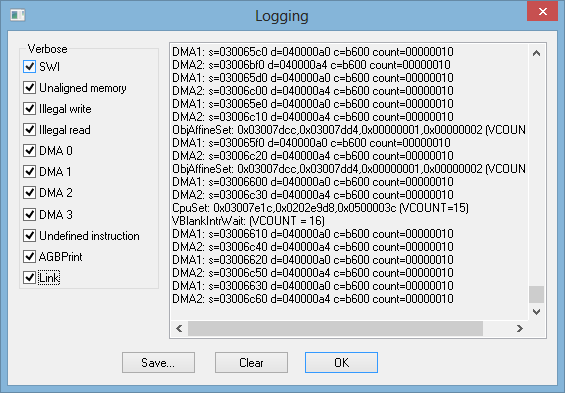 Logging
Verbose
SWI
Unaligned memory
Illegal write
Illegal read
DMA 0
DMA 1
DMA 2
DMA 3
Undefined instruction
AGBPrint
Link
DMA1: s=030065c0 d=040000a0 c=b600 count=00000010
DMA2: s=03006bf0 d=040000a4 c=b600 count=00000010
DMA1: s=030065d0 d=040000a0 c=b600 count=00000010
DMA2: s=03006c00 d=040000a4 c=b600 count=00000010
DMA1: s=030065e0 d=040000a0 c=b600 count=00000010
DMA2: s=03006c10 d=040000a4 c=b600 count=00000010
ObjAffineSet: 0x03007dcc,0x03007dd4,0x00000001,0x00000002 (VCOUN
DMA1: s=030065f0 d=040000a0 c=b600 count=00000010
DMA2: s=03006c20 d=040000a4 c=b600 count=00000010
ObjAffineSet: 0x03007dcc,0x03007dd4,0x00000001,0x00000002 (VCOUN
DMA1: s=03006600 d=040000a0 c=b600 count=00000010
DMA2: s=03006c30 d=040000a4 c=b600 count=00000010
CpuSet: 0x03007e1c,0x0202e9d8,0x0500003c (VCOUNT=15)
VBlankIntrWait: (VCOUNT = 16)
DMA1: s=03006610 d=040000a0 c=b600 count=00000010
DMA2: s=03006c40 d=040000a4 c=b600 count=00000010
DMA1: s=03006620 d=040000a0 c=b600 count=00000010
DMA2: s=03006c50 d=040000a4 c=b600 count=00000010
DMA1: s=03006630 d=040000a0 c=b600 count=00000010
DMA2: s=03006c60 d=040000a4 c=b600 count=00000010
Save...
Clear
OK